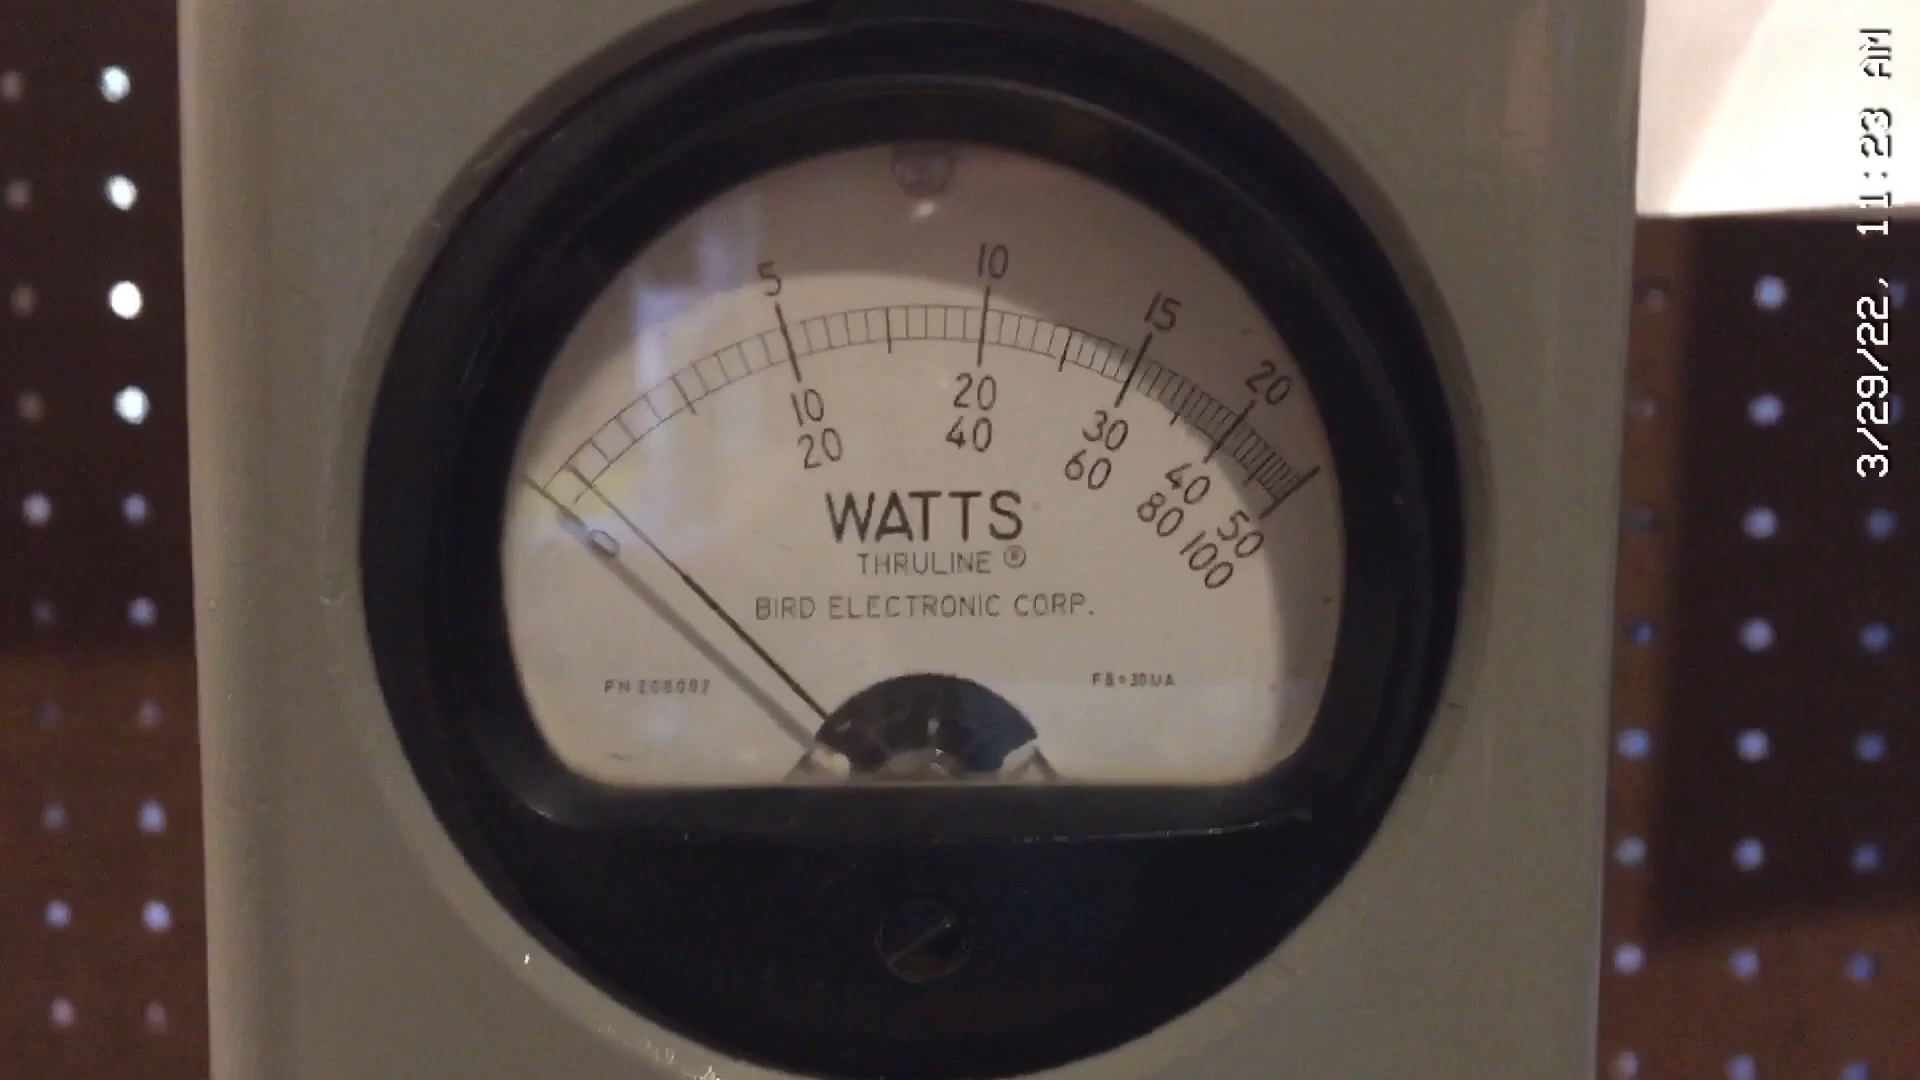 5 10 15 20
0 10 20 30 40 50
20 40 60 80 100
WATTS
THRULINE ®
BIRD ELECTRONIC CORP.
3/29/22, 11:23 AM